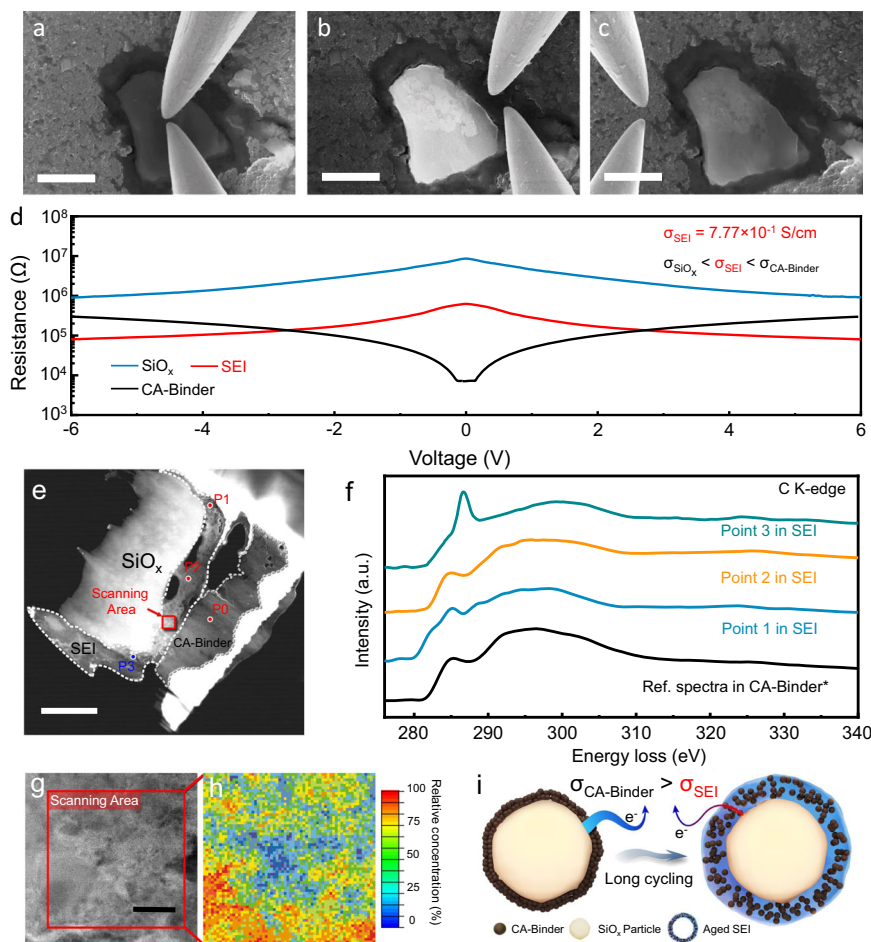 a
b
c
d
10⁸
10⁷
10⁶
10⁵
10⁴
10³
Resistance (Ω)
σSEI = 7.77×10⁻¹ S/cm
σSiOₓ < σSEI < σCA-Binder
SiOₓ
SEI
CA-Binder
-6
-4
-2
0
2
4
6
Voltage (V)
e
P1
SiOₓ
P2
Scanning
Area
P0
CA-Binder
SEI
P3
f
C K-edge
Point 3 in SEI
Point 2 in SEI
Point 1 in SEI
Ref. spectra in CA-Binder*
Intensity (a.u.)
280
290
300
310
320
330
340
Energy loss (eV)
g
Scanning Area
h
100
75
50
25
0
Relative concentration (%)
i
σCA-Binder > σSEI
e⁻
e⁻
Long cycling
CA-Binder
SiOₓ Particle
Aged SEI